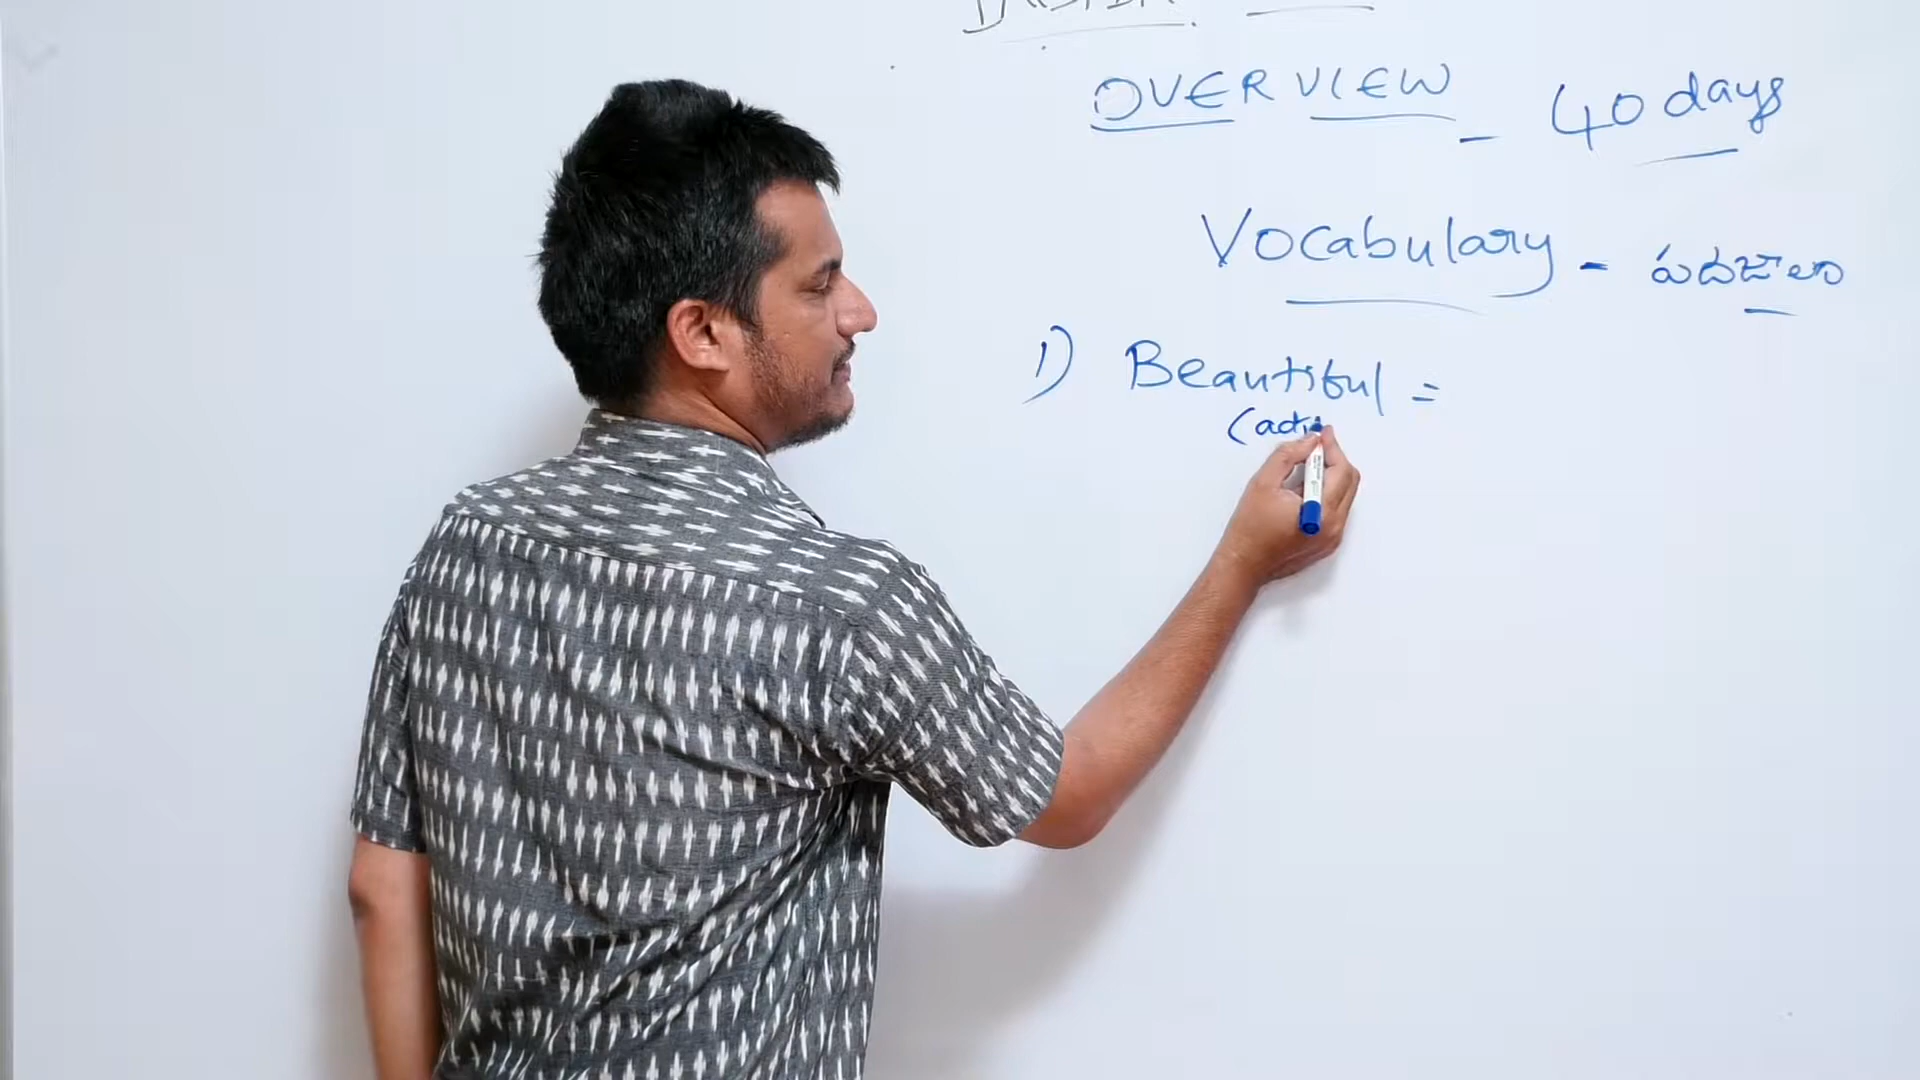 OVERVIEW - 40 days
Vocabulary - పదజాలం
1) Beautiful =
(adj